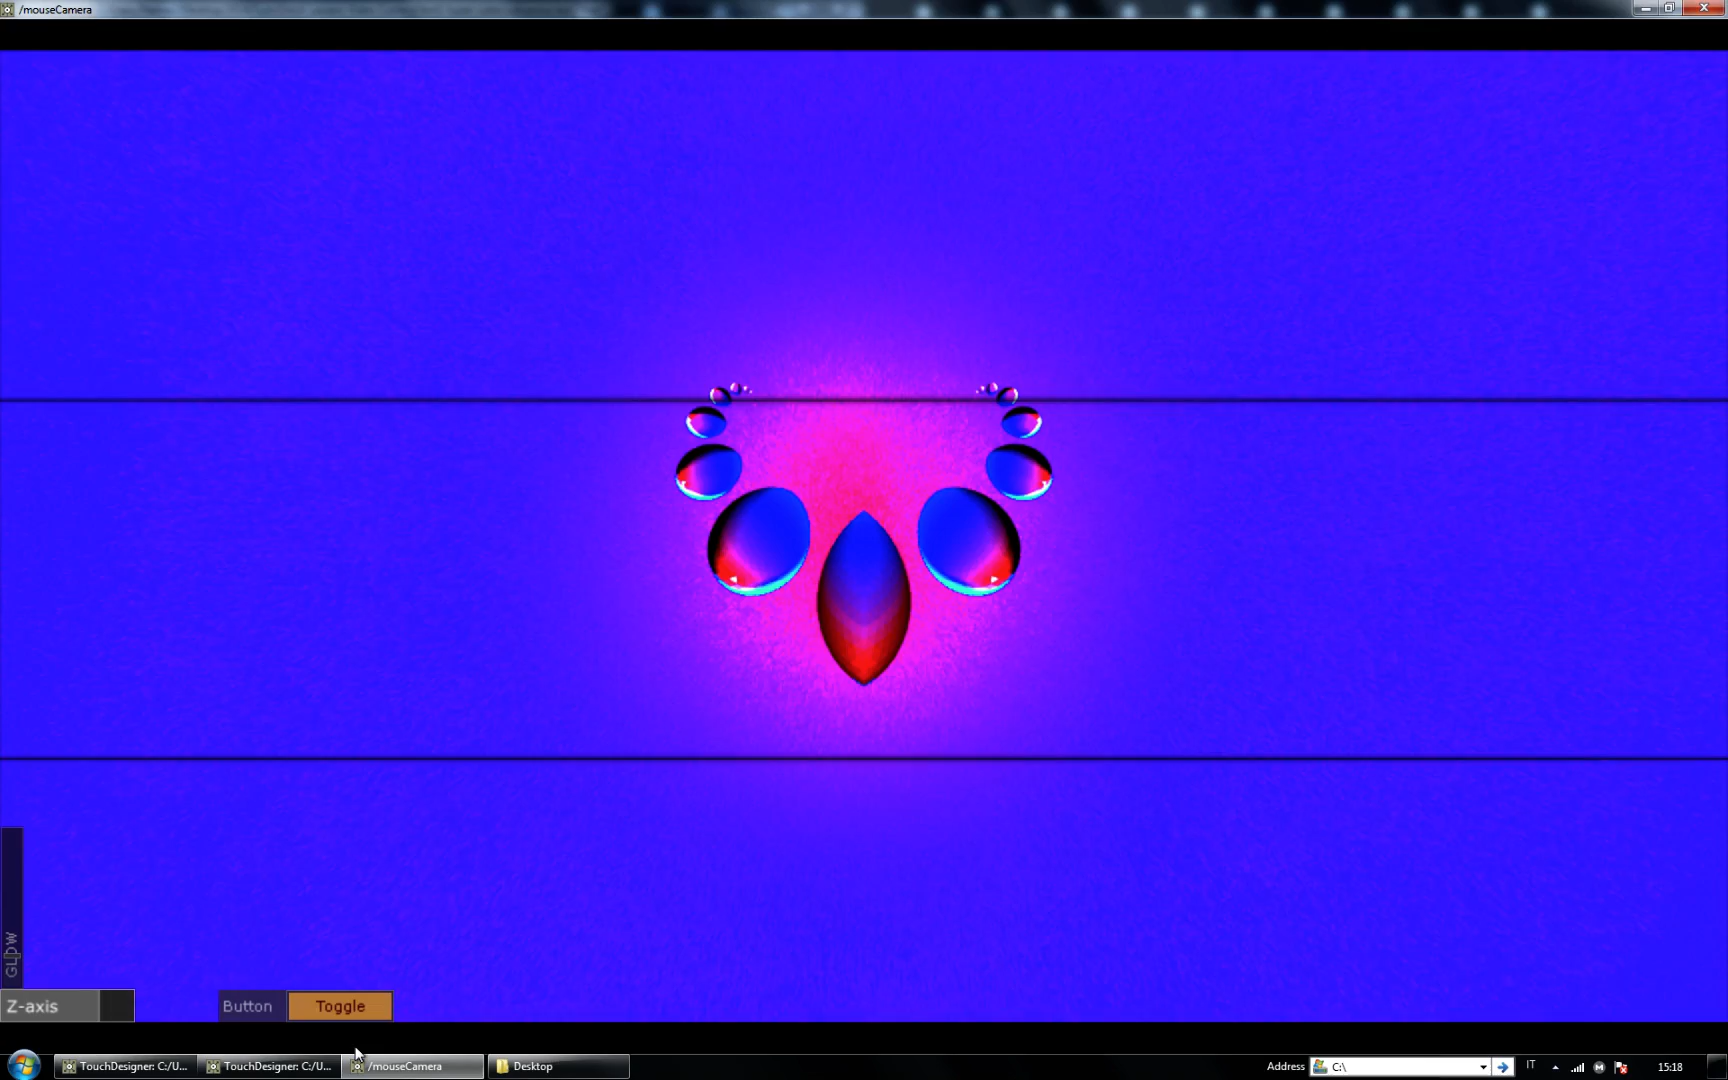 /mouseCamera
GLOW
Z-axis
Button
Toggle
TouchDesigner: C:/U...
TouchDesigner: C:/U...
/mouseCamera
Desktop
Address
C:\
IT
15:18